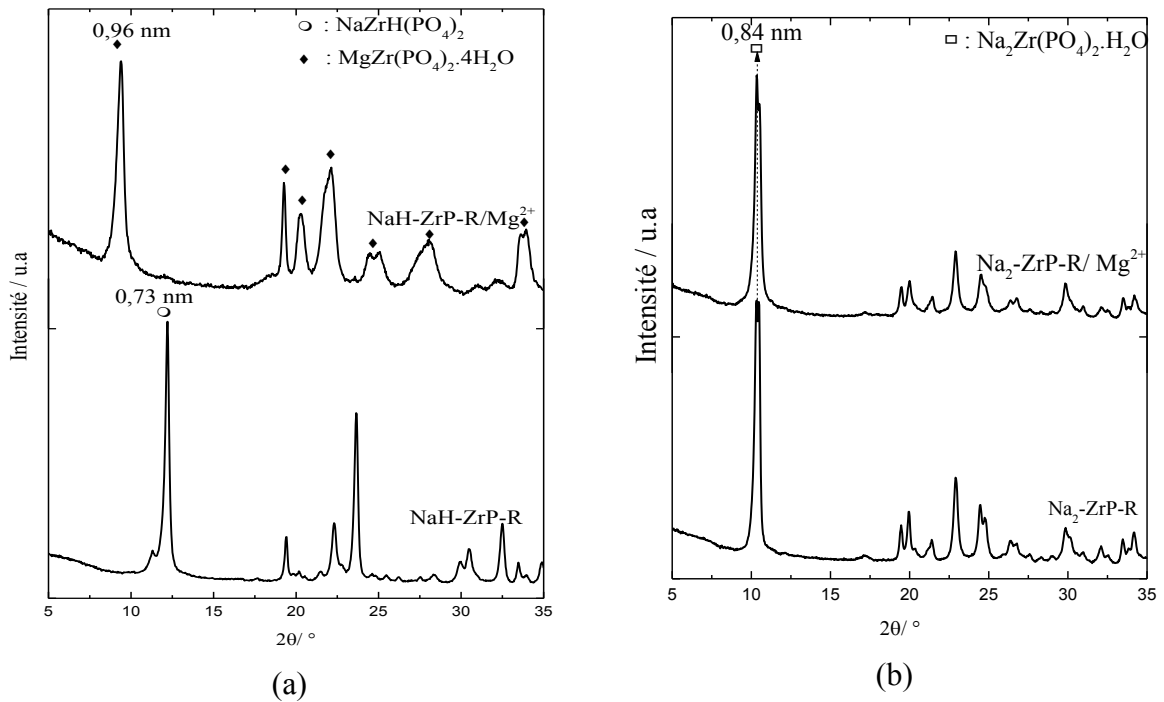 0,96 nm
○ : NaZrH(PO₄)₂
◆ : MgZr(PO₄)₂.4H₂O
NaH-ZrP-R/Mg²⁺
0,73 nm
NaH-ZrP-R
Intensité / u.a
5 10 15 20 25 30 35
2θ/ °
(a)
0,84 nm
□ : Na₂Zr(PO₄)₂.H₂O
Na₂-ZrP-R/ Mg²⁺
Na₂-ZrP-R
Intensité / u.a
5 10 15 20 25 30 35
2θ/ °
(b)